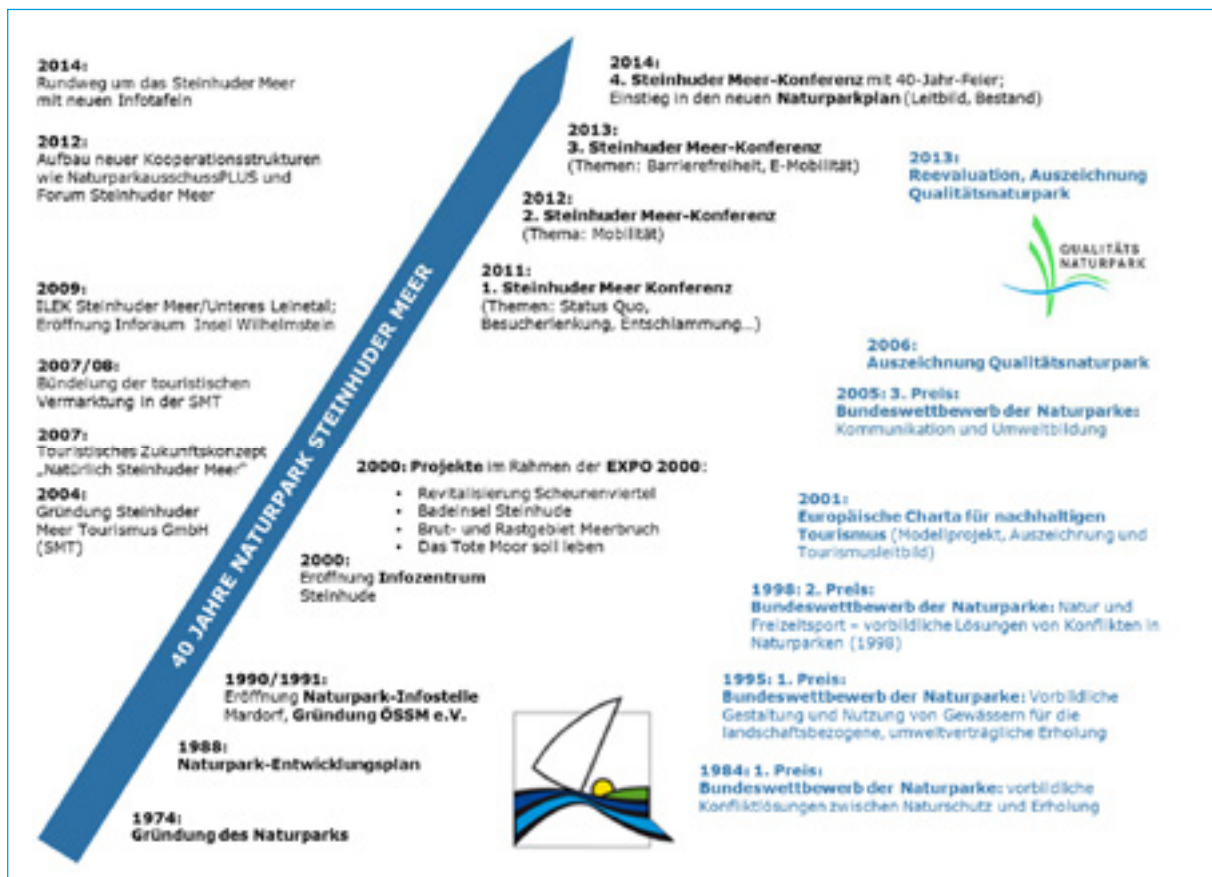 2014:
Rundweg um das Steinhuder Meer
mit neuen Infotafeln
2012:
Aufbau neuer Kooperationsstrukturen
wie NaturparkausschussPLUS und
Forum Steinhuder Meer
2009:
ILEK Steinhuder Meer/Unteres Leinetal;
Eröffnung Inforaum Insel Wilhelmstein
2007/08:
Bündelung der touristischen
Vermarktung in der SMT
2007:
Touristisches Zukunftskonzept
„Natürlich Steinhuder Meer“
2004:
Gründung Steinhuder
Meer Tourismus GmbH
(SMT)
40 JAHRE NATURPARK STEINHUDER MEER
2014:
4. Steinhuder Meer-Konferenz mit 40-Jahr-Feier;
Einstieg in den neuen Naturparkplan (Leitbild, Bestand)
2013:
3. Steinhuder Meer-Konferenz
(Themen: Barrierefreiheit, E-Mobilität)
2012:
2. Steinhuder Meer-Konferenz
(Thema: Mobilität)
2011:
1. Steinhuder Meer Konferenz
(Themen: Status Quo,
Besucherlenkung, Entschlammung...)
2000: Projekte im Rahmen der EXPO 2000:
• Revitalisierung Scheunenviertel
• Badeinsel Steinhude
• Brut- und Rastgebiet Meerbruch
• Das Tote Moor soll leben
2000:
Eröffnung Infozentrum
Steinhude
1990/1991:
Eröffnung Naturpark-Infostelle
Mardorf, Gründung ÖSSM e.V.
1988:
Naturpark-Entwicklungsplan
1974:
Gründung des Naturparks
2013:
Reevaluation, Auszeichnung
Qualitätsnaturpark
QUALITÄTS
NATURPARK
2006:
Auszeichnung Qualitätsnaturpark
2005: 3. Preis:
Bundeswettbewerb der Naturparke:
Kommunikation und Umweltbildung
2001:
Europäische Charta für nachhaltigen
Tourismus (Modellprojekt, Auszeichnung und
Tourismusleitbild)
1998: 2. Preis:
Bundeswettbewerb der Naturparke: Natur und
Freizeitsport – vorbildliche Lösungen von Konflikten in
Naturparken (1998)
1995: 1. Preis:
Bundeswettbewerb der Naturparke: Vorbildliche
Gestaltung und Nutzung von Gewässern für die
landschaftsbezogene, umweltverträgliche Erholung
1984: 1. Preis:
Bundeswettbewerb der Naturparke: vorbildliche
Konfliktlösungen zwischen Naturschutz und Erholung